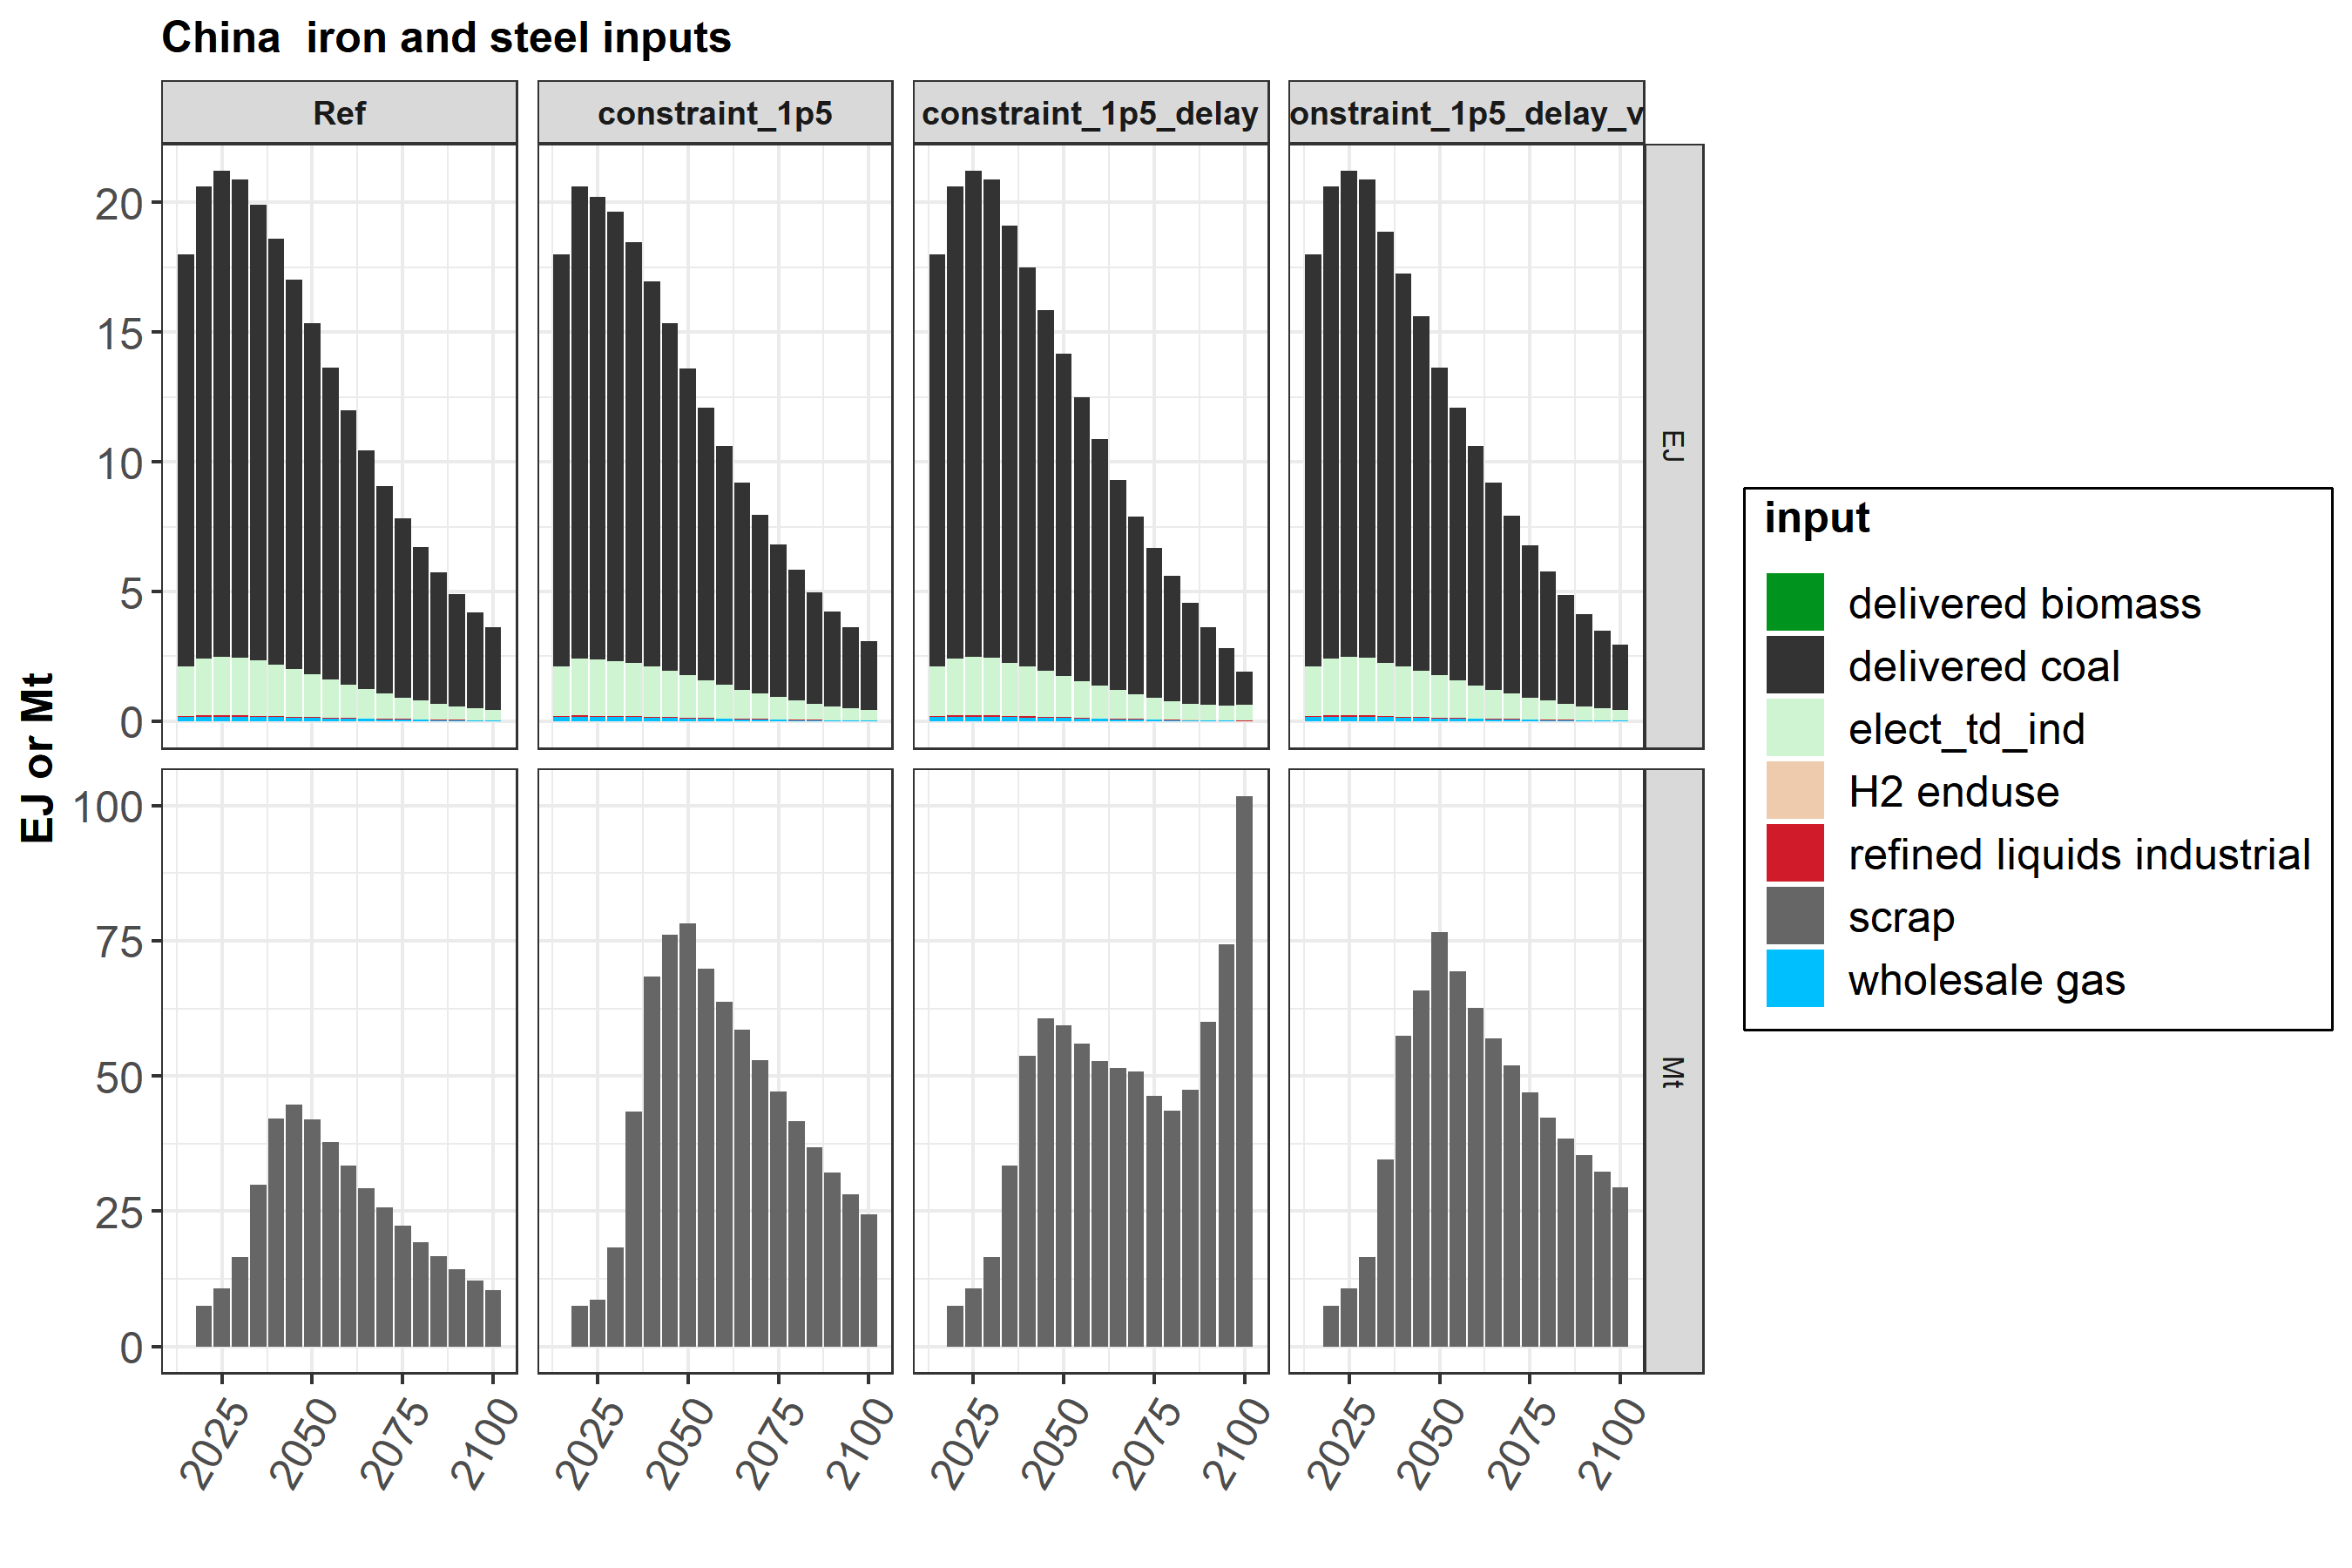 China  iron and steel inputs
Ref
constraint_1p5
constraint_1p5_delay
onstraint_1p5_delay_v
EJ or Mt
20
15
10
5
0
EJ
100
75
50
25
0
Mt
2025 2050 2075 2100
2025 2050 2075 2100
2025 2050 2075 2100
2025 2050 2075 2100
input
delivered biomass
delivered coal
elect_td_ind
H2 enduse
refined liquids industrial
scrap
wholesale gas